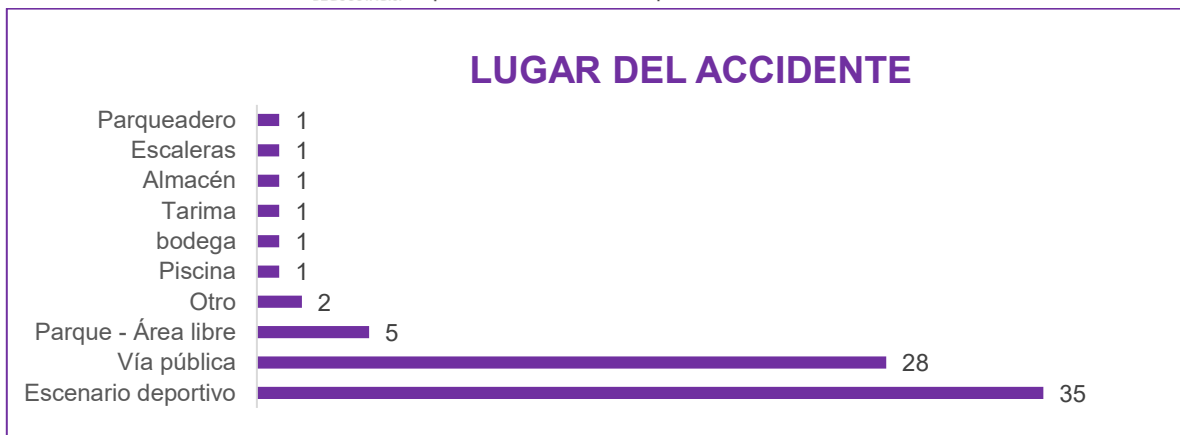 LUGAR DEL ACCIDENTE
Parqueadero 1
Escaleras 1
Almacén 1
Tarima 1
bodega 1
Piscina 1
Otro 2
Parque - Área libre 5
Vía pública 28
Escenario deportivo 35